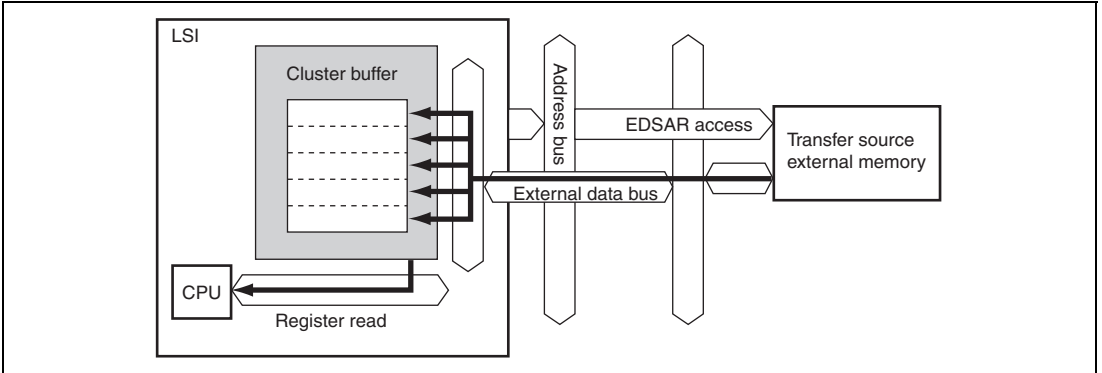 LSI
Cluster buffer
Address bus
EDSAR access
Transfer source
external memory
External data bus
CPU
Register read